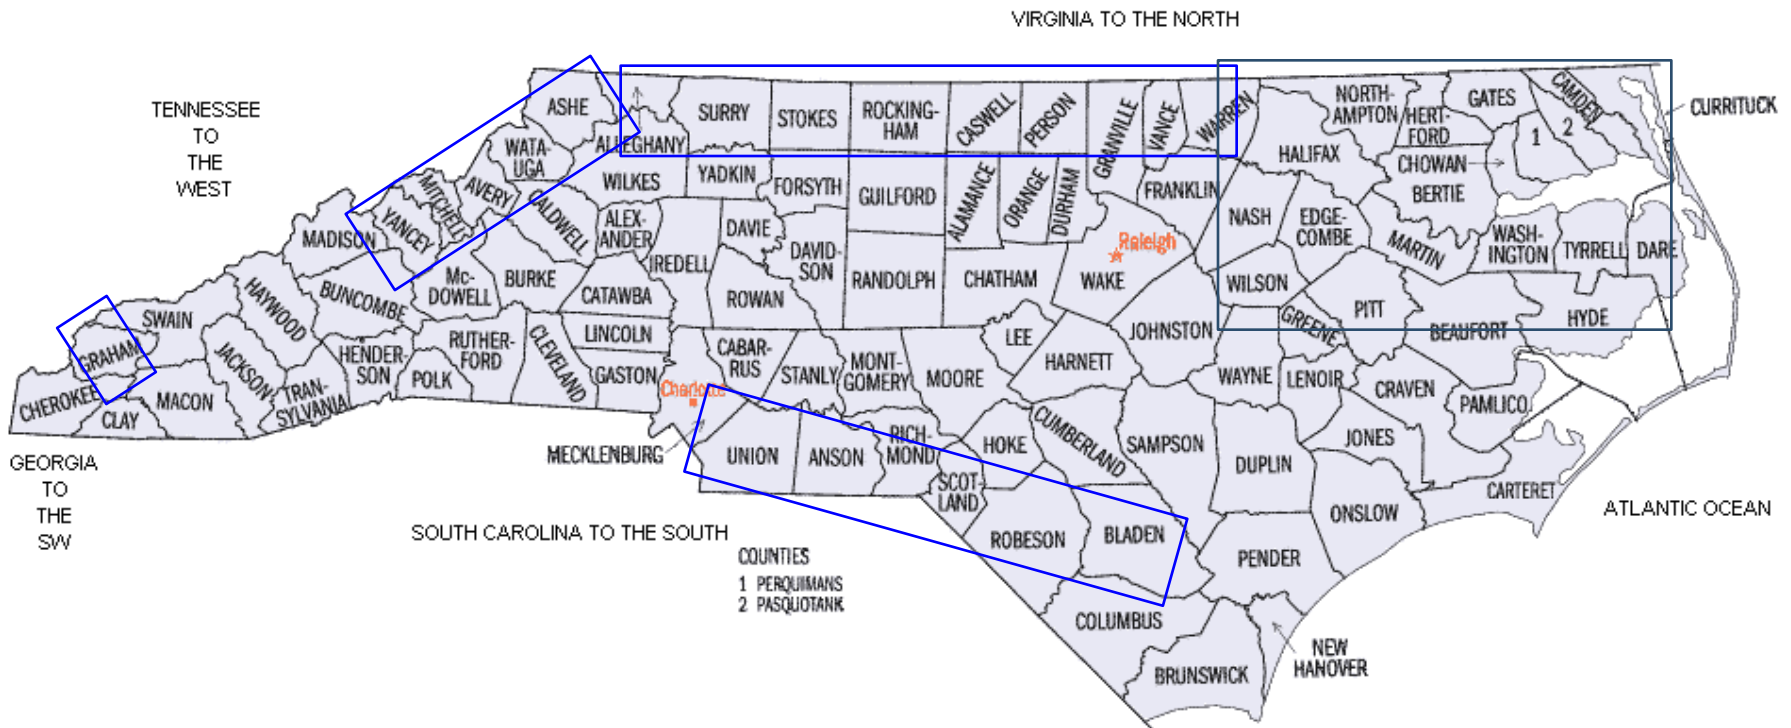 VIRGINIA TO THE NORTH
TENNESSEE
TO
THE
WEST
ASHE
ALLEGHANY
SURRY
STOKES
ROCKING-
HAM
CASWELL
PERSON
GRANVILLE
VANCE
WARREN
NORTH-
AMPTON
HERT-
FORD
GATES
CAMDEN
CURRITUCK
1
2
WATA-
UGA
WILKES
YADKIN
FORSYTH
GUILFORD
ALAMANCE
ORANGE
DURHAM
FRANKLIN
HALIFAX
CHOWAN
BERTIE
MITCHELL
AVERY
CALDWELL
ALEX-
ANDER
IREDELL
DAVIE
DAVID-
SON
NASH
EDGE-
COMBE
MARTIN
WASH-
INGTON
TYRRELL
DARE
MADISON
YANCEY
Mc-
DOWELL
BURKE
CATAWBA
ROWAN
RANDOLPH
CHATHAM
Raleigh
WAKE
WILSON
HAYWOOD
BUNCOMBE
SWAIN
GRAHAM
JACKSON
HENDER-
SON
RUTHER-
FORD
POLK
CLEVELAND
LINCOLN
GASTON
CABAR-
RUS
STANLY
MONT-
GOMERY
MOORE
LEE
HARNETT
JOHNSTON
GREENE
PITT
BEAUFORT
HYDE
CHEROKEE
CLAY
MACON
TRAN-
SYLVANIA
Charlotte
MECKLENBURG
UNION
ANSON
RICH-
MOND
SCOT-
LAND
HOKE
CUMBERLAND
SAMPSON
WAYNE
LENOIR
CRAVEN
PAMLICO
JONES
DUPLIN
ONSLOW
CARTERET
GEORGIA
TO
THE
SW
SOUTH CAROLINA TO THE SOUTH
ATLANTIC OCEAN
ROBESON
BLADEN
PENDER
COUNTIES
1 PERQUIMANS
2 PASQUOTANK
COLUMBUS
BRUNSWICK
NEW
HANOVER